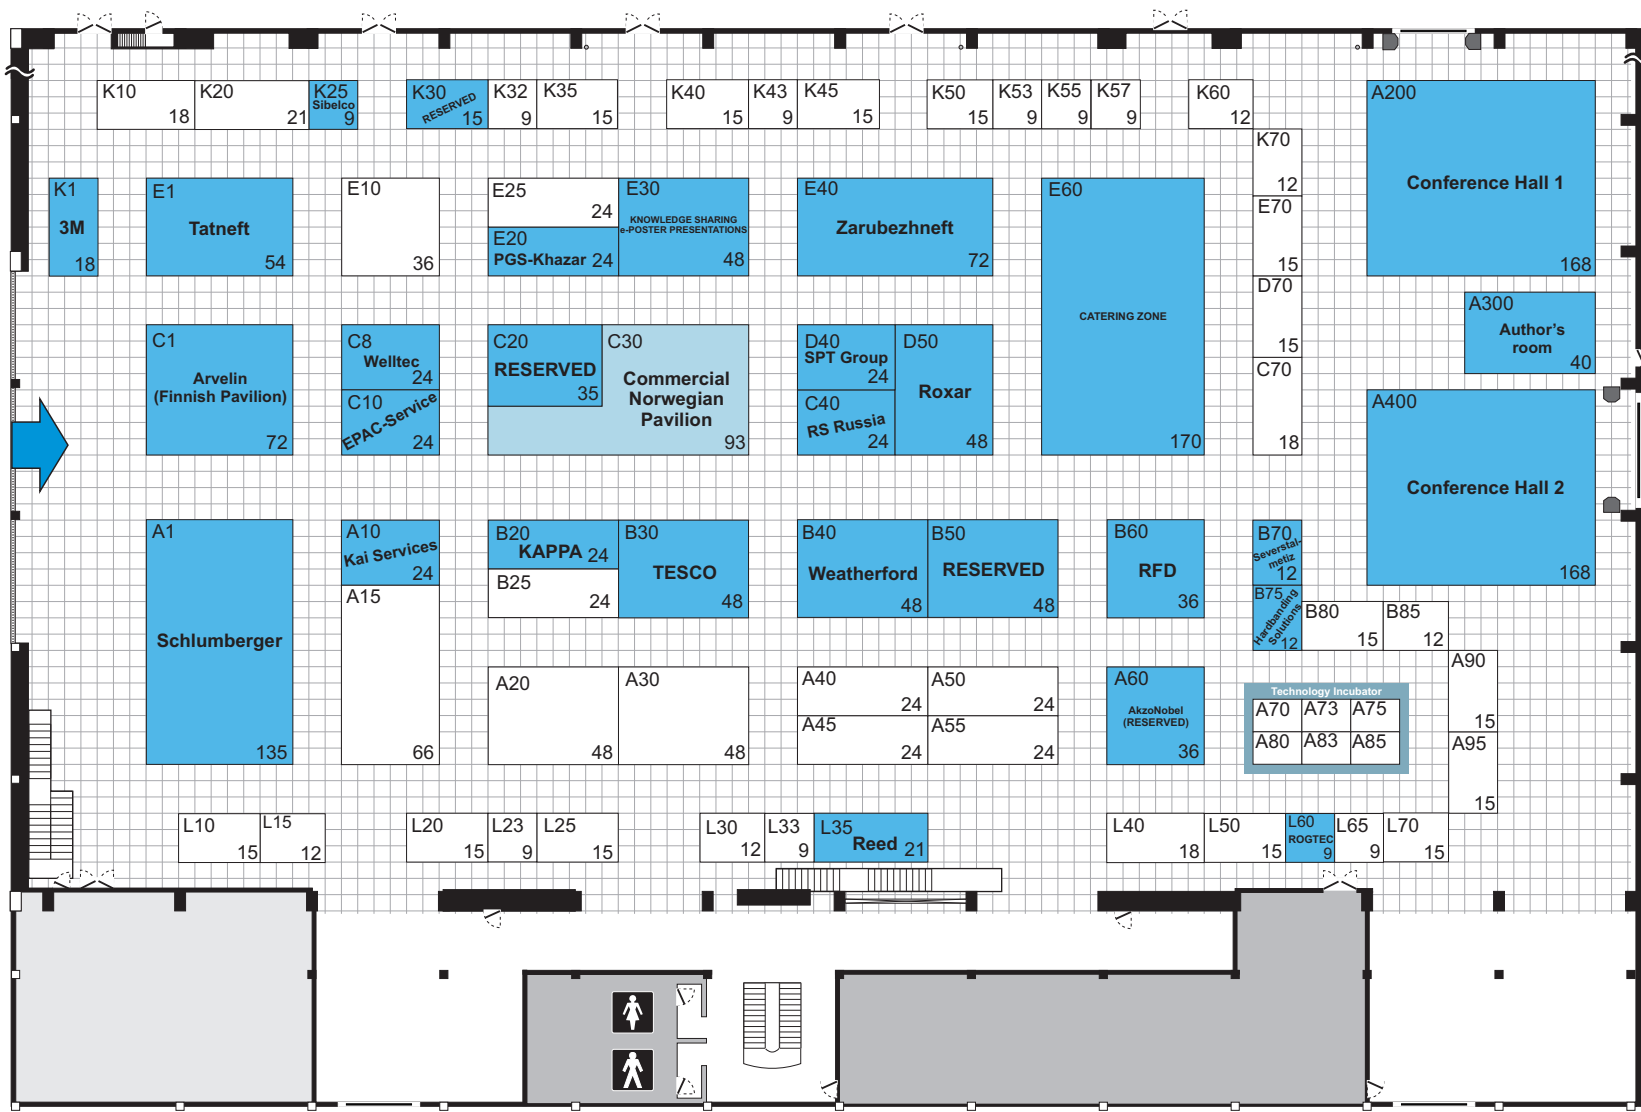 K10
18
K20
21
K25
Sibelco
9
K30
RESERVED
15
K32
9
K35
15
K40
15
K43
9
K45
15
K50
15
K53
9
K55
9
K57
9
K60
12
K70
12
A200
Conference Hall 1
168
K1
3M
18
E1
Tatneft
54
E10
36
E25
24
E20
PGS-Khazar 24
E30
KNOWLEDGE SHARING
e-POSTER PRESENTATIONS
48
E40
Zarubezhneft
72
E60
CATERING ZONE
170
E70
15
D70
15
C70
18
A300
Author's
room
40
C1
Arvelin
(Finnish Pavilion)
72
C8
Welltec
24
C10
EPAC-Service
24
C20
RESERVED
35
C30
Commercial
Norwegian
Pavilion
93
D40
SPT Group
24
C40
RS Russia
24
D50
Roxar
48
A400
Conference Hall 2
168
A1
Schlumberger
135
A10
Kai Services
24
A15
66
B20
KAPPA 24
B25
24
B30
TESCO
48
B40
Weatherford
48
B50
RESERVED
48
B60
RFD
36
B70
Severstal-
metiz
12
B75
Hardbanding
Solutions
12
B80
15
B85
12
A90
15
A95
15
A20
48
A30
48
A40
24
A45
24
A50
24
A55
24
A60
AkzoNobel
(RESERVED)
36
Technology Incubator
A70 A73 A75
A80 A83 A85
L10
15
L15
12
L20
15
L23
9
L25
15
L30
12
L33
9
L35
Reed 21
L40
18
L50
15
L60
ROGTEC
9
L65
9
L70
15